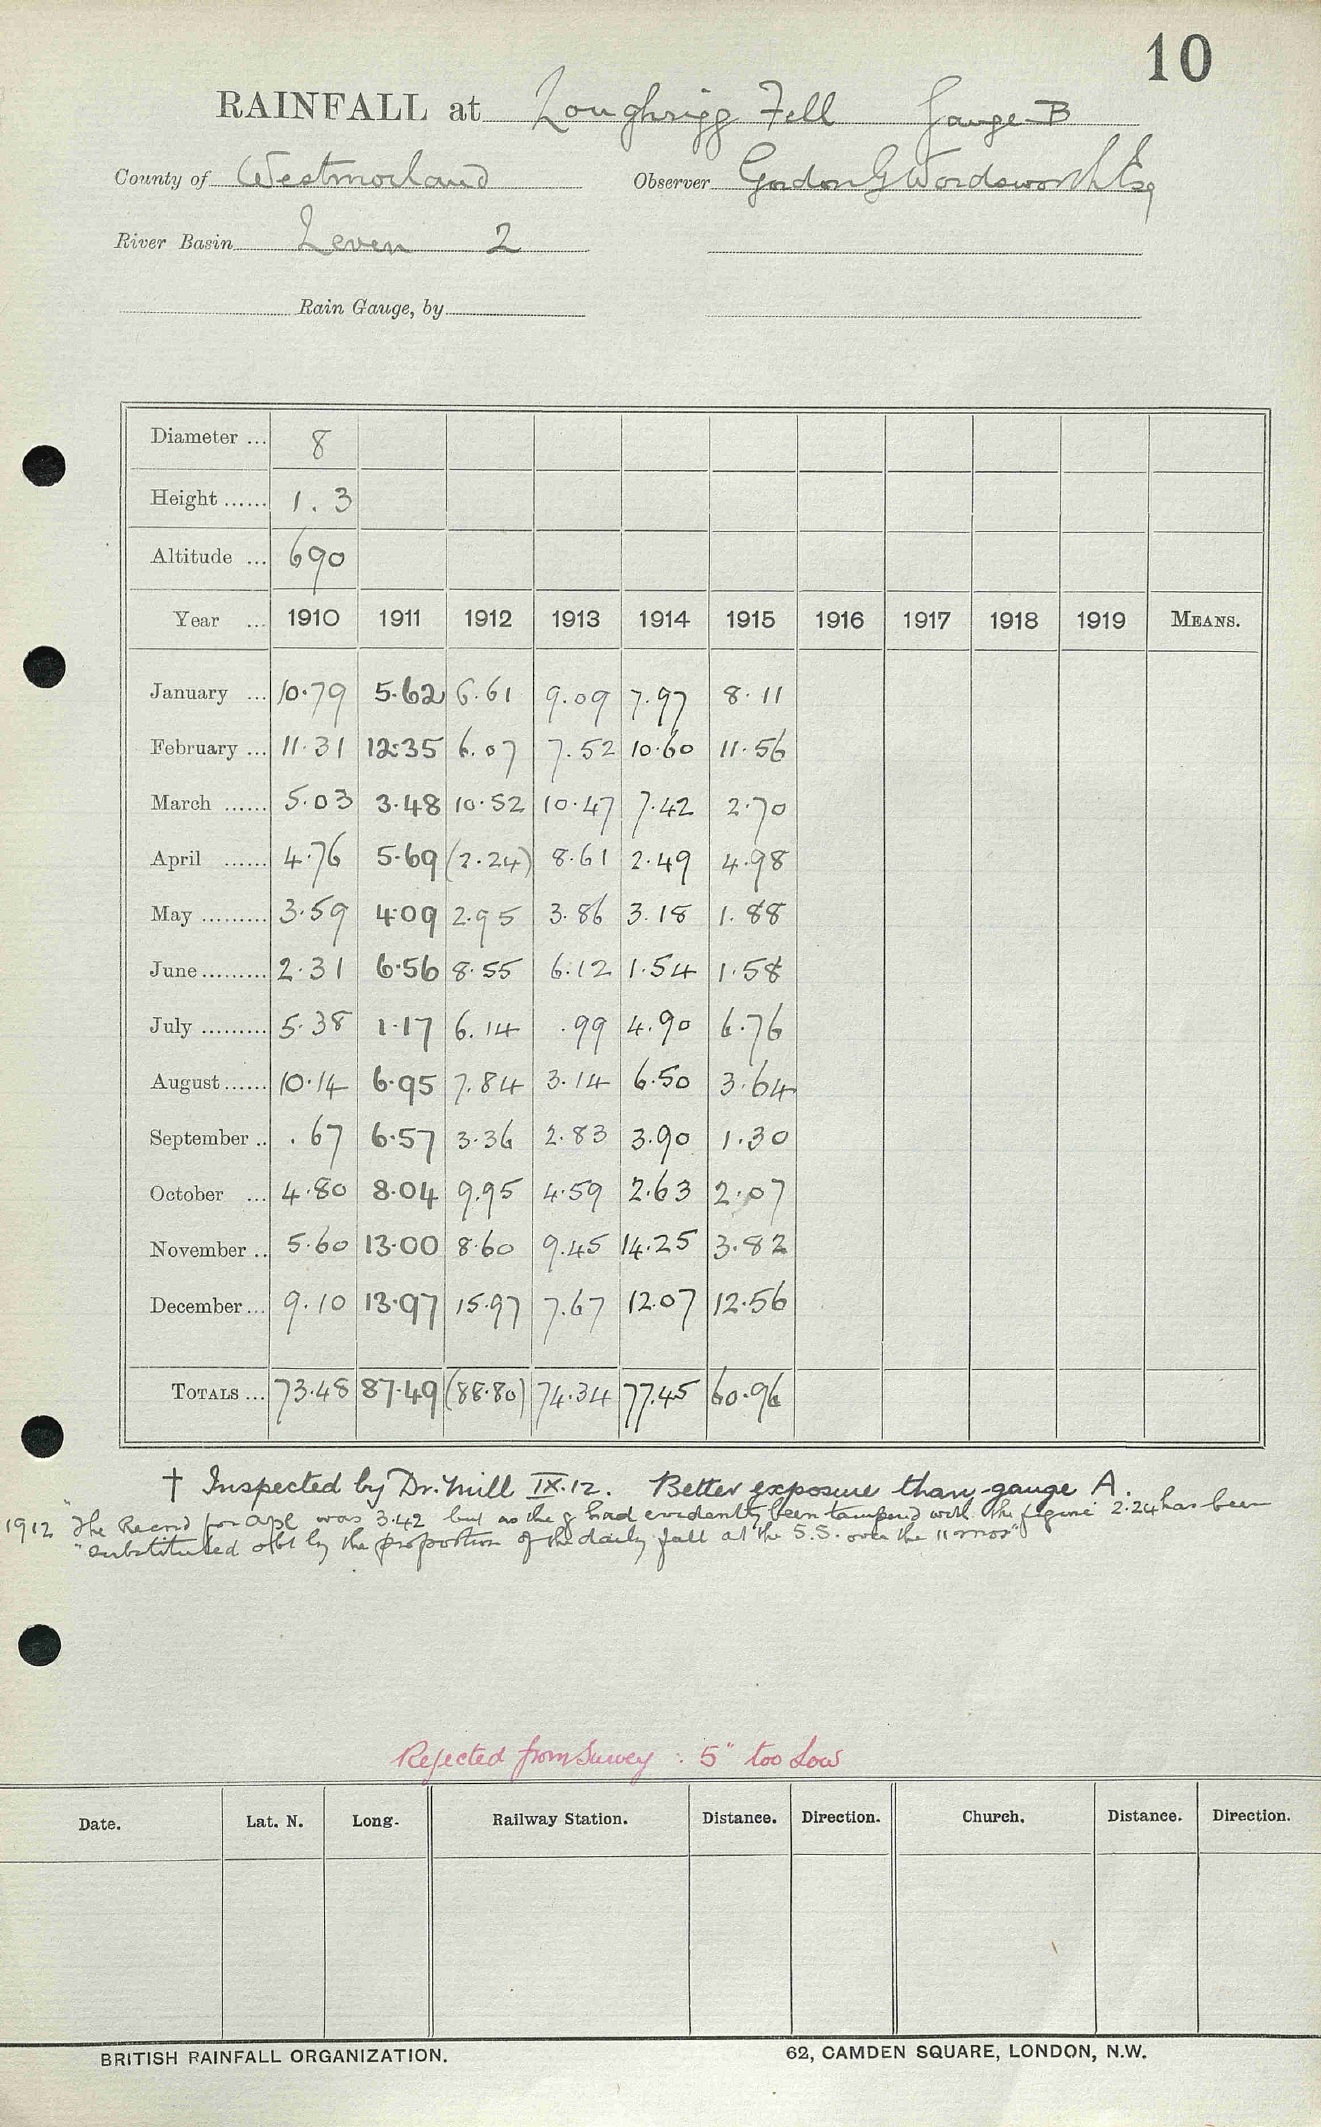 10
RAINFALL at Loughrigg Fell Gauge B
County of Westmorland Observer Gordon G Wordsworth Esq
River Basin Leven 2
Rain Gauge, by
Diameter ... 8
Height ...... 1.3
Altitude ... 690
Year ... 1910 1911 1912 1913 1914 1915 1916 1917 1918 1919 MEANS.
January ... 10.79 5.62 6.61 9.09 7.97 8.11
February ... 11.31 12.35 6.07 7.52 10.60 11.56
March ...... 5.03 3.48 10.52 10.47 7.42 2.70
April ...... 4.76 5.69 (2.24) 8.61 2.49 4.98
May ......... 3.59 4.09 2.95 3.86 3.18 1.88
June ......... 2.31 6.56 8.55 6.12 1.54 1.58
July ......... 5.38 1.17 6.14 .99 4.90 6.76
August ...... 10.14 6.95 7.84 3.14 6.50 3.64
September .. .67 6.57 3.36 2.83 3.90 1.30
October ... 4.80 8.04 9.95 4.59 2.63 2.07
November .. 5.60 13.00 8.60 9.45 14.25 3.82
December ... 9.10 13.97 15.97 7.67 12.07 12.56
TOTALS ... 73.48 87.49 (88.80) 74.34 77.45 60.96
† Inspected by Dr. Mill IX.12. Better exposure than gauge A.
1912 "The Record for Apl was 3.42 but as the g had evidently been tampered with the figure 2.24 has been
"substituted obt by the proportion of the daily fall at the S.S. over the 11 mos"
Rejected from Survey : 5" too low
Date. Lat. N. Long. Railway Station. Distance. Direction. Church. Distance. Direction.
BRITISH RAINFALL ORGANIZATION. 62, CAMDEN SQUARE, LONDON, N.W.